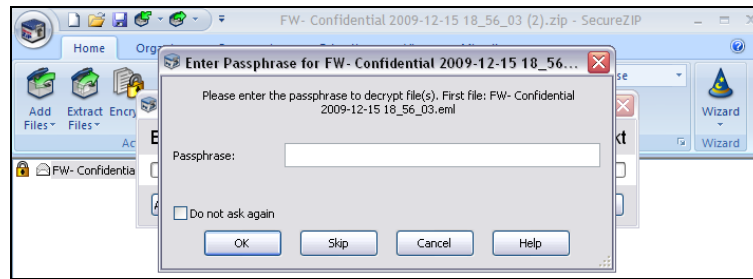 FW- Confidential 2009-12-15 18_56_03 (2).zip - SecureZIP
Home
Enter Passphrase for FW- Confidential 2009-12-15 18_56...
Please enter the passphrase to decrypt file(s). First file: FW- Confidential
2009-12-15 18_56_03.eml
Add
Files
Extract
Files
Wizard
Wizard
Passphrase:
FW- Confidentia
Do not ask again
OK Skip Cancel Help